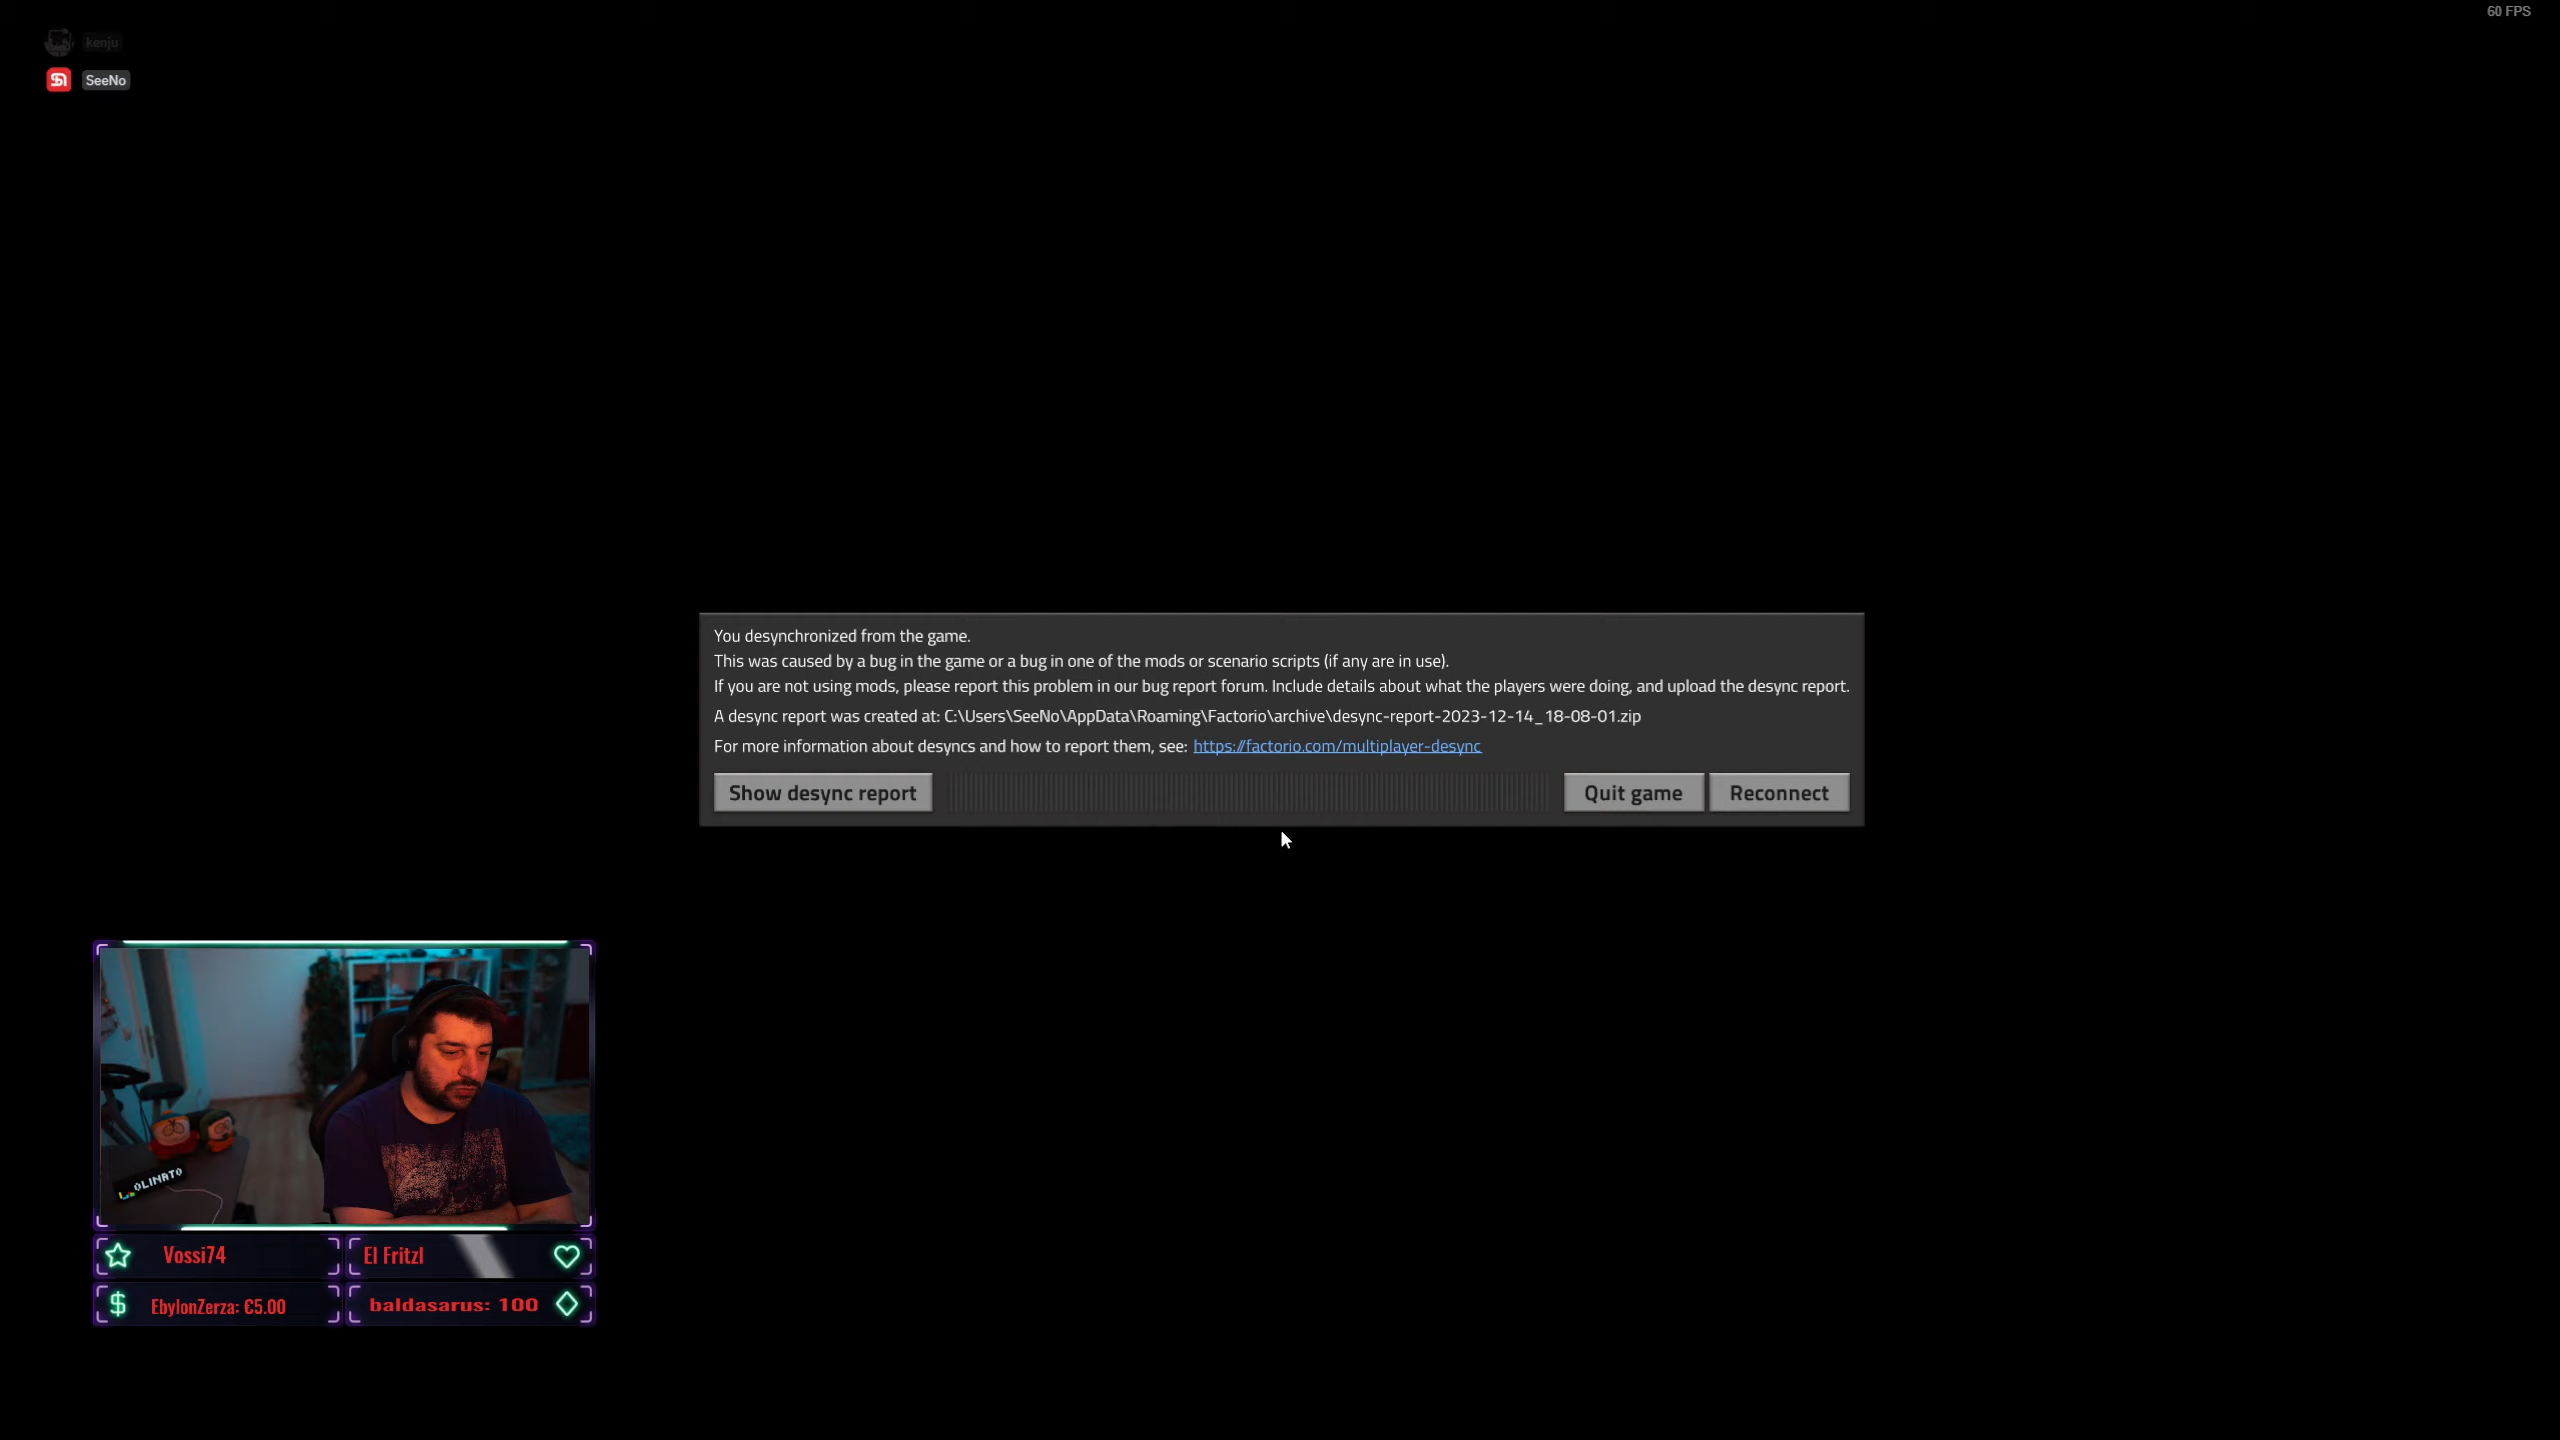 60 FPS
kenju
SeeNo
You desynchronized from the game.
This was caused by a bug in the game or a bug in one of the mods or scenario scripts (if any are in use).
If you are not using mods, please report this problem in our bug report forum. Include details about what the players were doing, and upload the desync report.
A desync report was created at: C:\Users\SeeNo\AppData\Roaming\Factorio\archive\desync-report-2023-12-14_18-08-01.zip
For more information about desyncs and how to report them, see: https://factorio.com/multiplayer-desync
Show desync report Quit game Reconnect
OLINATO
Vossi74 El Fritzl
$ EbylonZerza: €5.00 baldasarus: 100